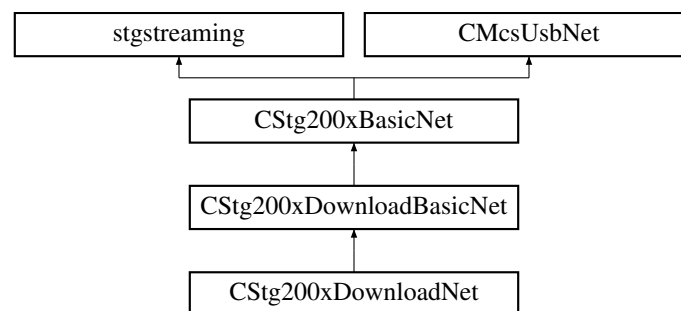 stgstreaming
CMcsUsbNet
CStg200xBasicNet
CStg200xDownloadBasicNet
CStg200xDownloadNet